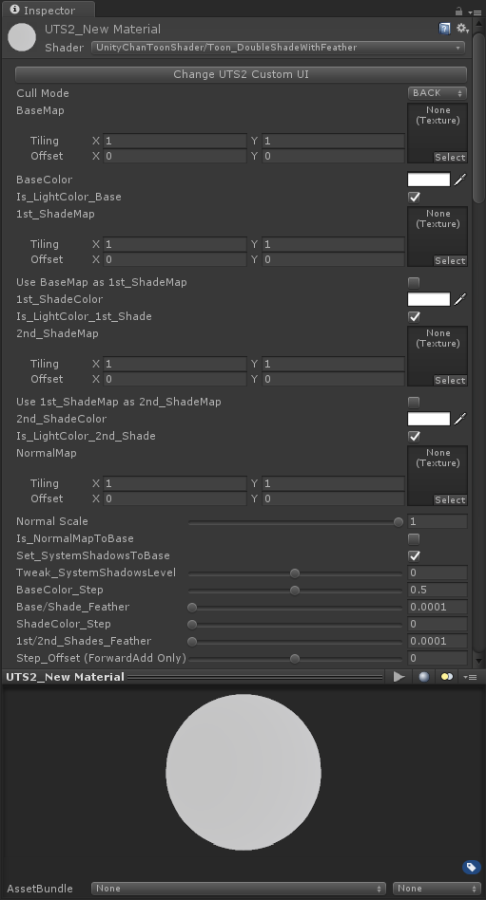 Inspector
UTS2_New Material
Shader UnityChanToonShader/Toon_DoubleShadeWithFeather
Change UTS2 Custom UI
Cull Mode BACK
BaseMap None
(Texture)
Tiling X 1 Y 1
Offset X 0 Y 0 Select
BaseColor
Is_LightColor_Base
1st_ShadeMap None
(Texture)
Tiling X 1 Y 1
Offset X 0 Y 0 Select
Use BaseMap as 1st_ShadeMap
1st_ShadeColor
Is_LightColor_1st_Shade
2nd_ShadeMap None
(Texture)
Tiling X 1 Y 1
Offset X 0 Y 0 Select
Use 1st_ShadeMap as 2nd_ShadeMap
2nd_ShadeColor
Is_LightColor_2nd_Shade
NormalMap None
(Texture)
Tiling X 1 Y 1
Offset X 0 Y 0 Select
Normal Scale 1
Is_NormalMapToBase
Set_SystemShadowsToBase
Tweak_SystemShadowsLevel 0
BaseColor_Step 0.5
Base/Shade_Feather 0.0001
ShadeColor_Step 0
1st/2nd_Shades_Feather 0.0001
Step_Offset (ForwardAdd Only) 0
UTS2_New Material
AssetBundle None None